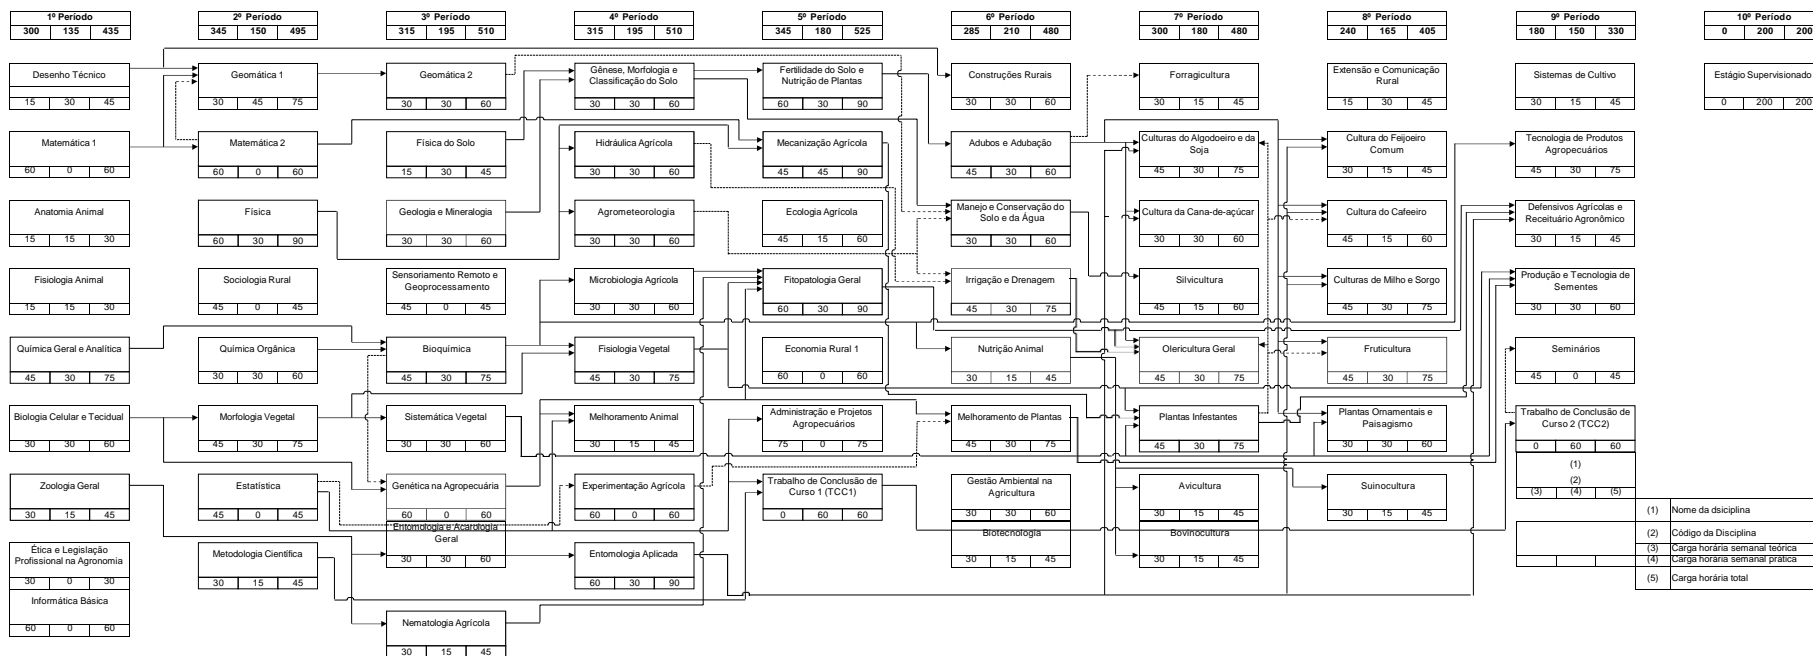 1º Período
300 135 435
Desenho Técnico
15 30 45
Matemática 1
60 0 60
Anatomia Animal
15 15 30
Fisiologia Animal
15 15 30
Química Geral e Analítica
45 30 75
Biologia Celular e Tecidual
30 30 60
Zoologia Geral
30 15 45
Ética e Legislação
Profissional na Agronomia
30 0 30
Informática Básica
60 0 60
2º Período
345 150 495
Geomática 1
30 45 75
Matemática 2
60 0 60
Física
60 30 90
Sociologia Rural
45 0 45
Química Orgânica
30 30 60
Morfologia Vegetal
45 30 75
Estatística
45 0 45
Metodologia Científica
30 15 45
3º Período
315 195 510
Geomática 2
30 30 60
Física do Solo
15 30 45
Geologia e Mineralogia
30 30 60
Sensoriamento Remoto e
Geoprocessamento
45 0 45
Bioquímica
45 30 75
Sistemática Vegetal
30 30 60
Genética na Agropecuária
60 0 60
Entomologia e Acarologia
Geral
30 30 60
Nematologia Agrícola
30 15 45
4º Período
315 195 510
Gênese, Morfologia e
Classificação do Solo
30 30 60
Hidráulica Agrícola
30 30 60
Agrometeorologia
30 30 60
Microbiologia Agrícola
30 30 60
Fisiologia Vegetal
45 30 75
Melhoramento Animal
30 15 45
Experimentação Agrícola
60 0 60
Entomologia Aplicada
60 30 90
5º Período
345 180 525
Fertilidade do Solo e
Nutrição de Plantas
60 30 90
Mecanização Agrícola
45 45 90
Ecologia Agrícola
45 15 60
Fitopatologia Geral
60 30 90
Economia Rural 1
60 0 60
Administração e Projetos
Agropecuários
75 0 75
Trabalho de Conclusão de
Curso 1 (TCC1)
0 60 60
6º Período
285 210 480
Construções Rurais
30 30 60
Adubos e Adubação
45 30 60
Manejo e Conservação do
Solo e da Água
30 30 60
Irrigação e Drenagem
45 30 75
Nutrição Animal
30 15 45
Melhoramento de Plantas
45 30 75
Gestão Ambiental na
Agricultura
30 30 60
Biotecnologia
30 15 45
7º Período
300 180 480
Forragicultura
30 15 45
Culturas do Algodoeiro e da
Soja
45 30 75
Cultura da Cana-de-açúcar
30 30 60
Silvicultura
45 15 60
Olericultura Geral
45 30 75
Plantas Infestantes
45 30 75
Avicultura
30 15 45
Bovinocultura
30 15 45
8º Período
240 165 405
Extensão e Comunicação
Rural
15 30 45
Cultura do Feijoeiro
Comum
30 15 45
Cultura do Cafeeiro
45 15 60
Culturas de Milho e Sorgo
45 30 75
Fruticultura
45 30 75
Plantas Ornamentais e
Paisagismo
30 30 60
Suinocultura
30 15 45
9º Período
180 150 330
Sistemas de Cultivo
30 15 45
Tecnologia de Produtos
Agropecuários
45 30 75
Defensivos Agrícolas e
Receituário Agronômico
30 15 45
Produção e Tecnologia de
Sementes
30 30 60
Seminários
45 0 45
Trabalho de Conclusão de
Curso 2 (TCC2)
0 60 60
(1)
(2)
(3) (4) (5)
10º Período
0 200 200
Estágio Supervisionado
0 200 200
(1) Nome da dsiciplina
(2) Código da Disciplina
(3) Carga horária semanal teórica
(4) Carga horária semanal prática
(5) Carga horária total